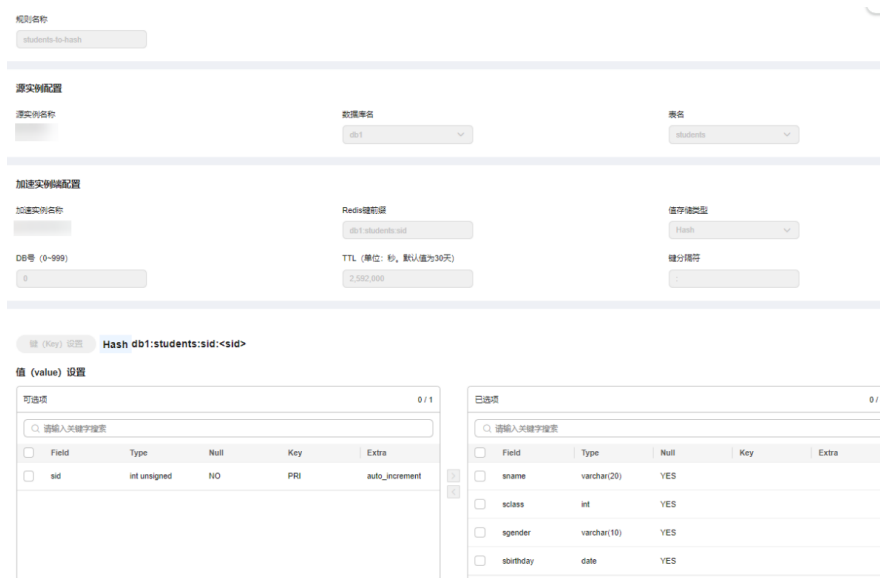 规则名称
students-to-hash
源实例配置
源实例名称 数据库名 表名
db1 students
加速实例端配置
加速实例名称 Redis键前缀 值存储类型
db1:students:sid Hash
DB号（0~999） TTL（单位：秒。默认值为30天） 键分隔符
0 2,592,000 :
键（Key）设置 Hash db1:students:sid:<sid>
值（value）设置
可选项 0 / 1 已选项 0 /
请输入关键字搜索 请输入关键字搜索
Field Type Null Key Extra Field Type Null Key Extra
sid int unsigned NO PRI auto_increment sname varchar(20) YES
sclass int YES
sgender varchar(10) YES
sbirthday date YES